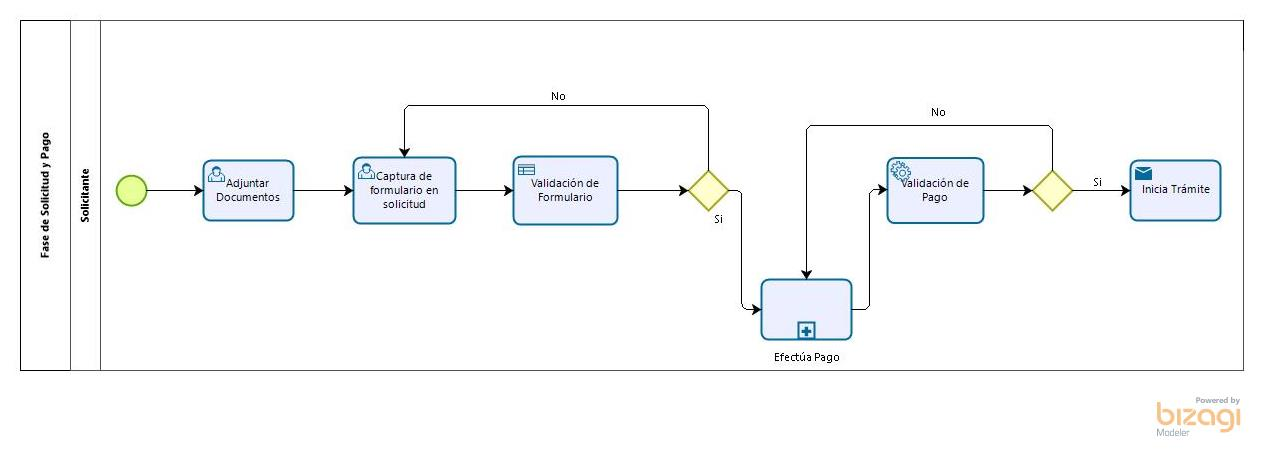 Fase de Solicitud y Pago
Solicitante
Adjuntar
Documentos
Captura de
formulario en
solicitud
No
Validación de
Formulario
Si
Efectúa Pago
No
Validación de
Pago
Si
Inicia Trámite
Powered by
bizagi
Modeler